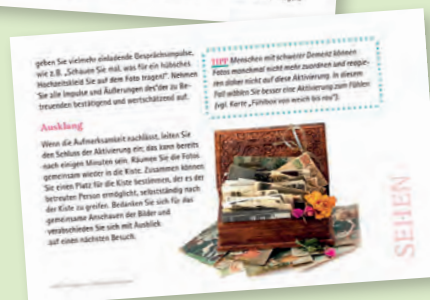 geben Sie vielmehr einladende Gesprächsimpulse,
wie z.B. „Schauen Sie mal, was für ein hübsches
Hochzeitskleid Sie auf dem Foto tragen!". Nehmen
Sie alle Impulse und Äußerungen des/der zu Be-
treuenden bestätigend und wertschätzend auf.
Ausklang
Wenn die Aufmerksamkeit nachlässt, leiten Sie
den Schluss der Aktivierung ein; das kann bereits
nach einigen Minuten sein. Räumen Sie die Fotos
gemeinsam wieder in die Kiste. Zusammen können
Sie einen Platz für die Kiste bestimmen, der es der
betreuten Person ermöglicht, selbstständig nach
der Kiste zu greifen. Bedanken Sie sich für das
gemeinsame Anschauen der Bilder und
verabschieden Sie sich mit Ausblick
auf einen nächsten Besuch.
TIPP Menschen mit schwerer Demenz können
Fotos manchmal nicht mehr zuordnen und reagie-
ren daher nicht auf diese Aktivierung. In diesem
Fall wählen Sie besser eine Aktivierung zum Fühlen
(vgl. Karte „Fühlbox von weich bis rau").
SEHEN